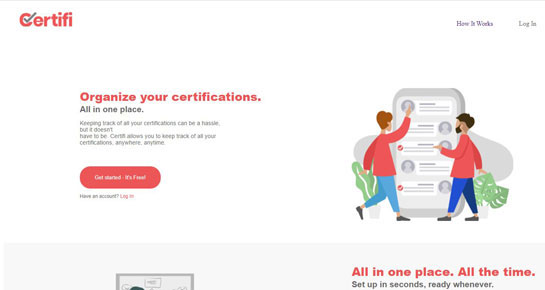 Certifi
How It Works
Log In
Organize your certifications.
All in one place.
Keeping track of all your certifications can be a hassle,
but it doesn't
have to be. Certifi allows you to keep track of all your
certifications, anywhere, anytime.
Get started - It's Free!
Have an account? Log In
All in one place. All the time.
Set up in seconds, ready whenever.